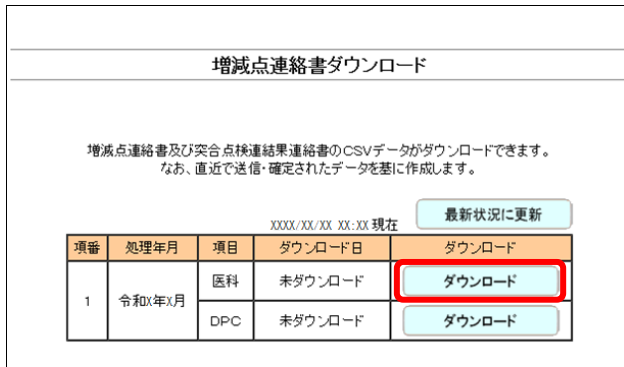 増減点連絡書ダウンロード
増減点連絡書及び突合点検連結果連絡書のCSVデータがダウンロードできます。
なお、直近で送信・確定されたデータを基に作成します。
XXXX/XX/XX XX:XX 現在 最新状況に更新
項番 処理年月 項目 ダウンロード日 ダウンロード
1 令和X年X月 医科 未ダウンロード ダウンロード
DPC 未ダウンロード ダウンロード